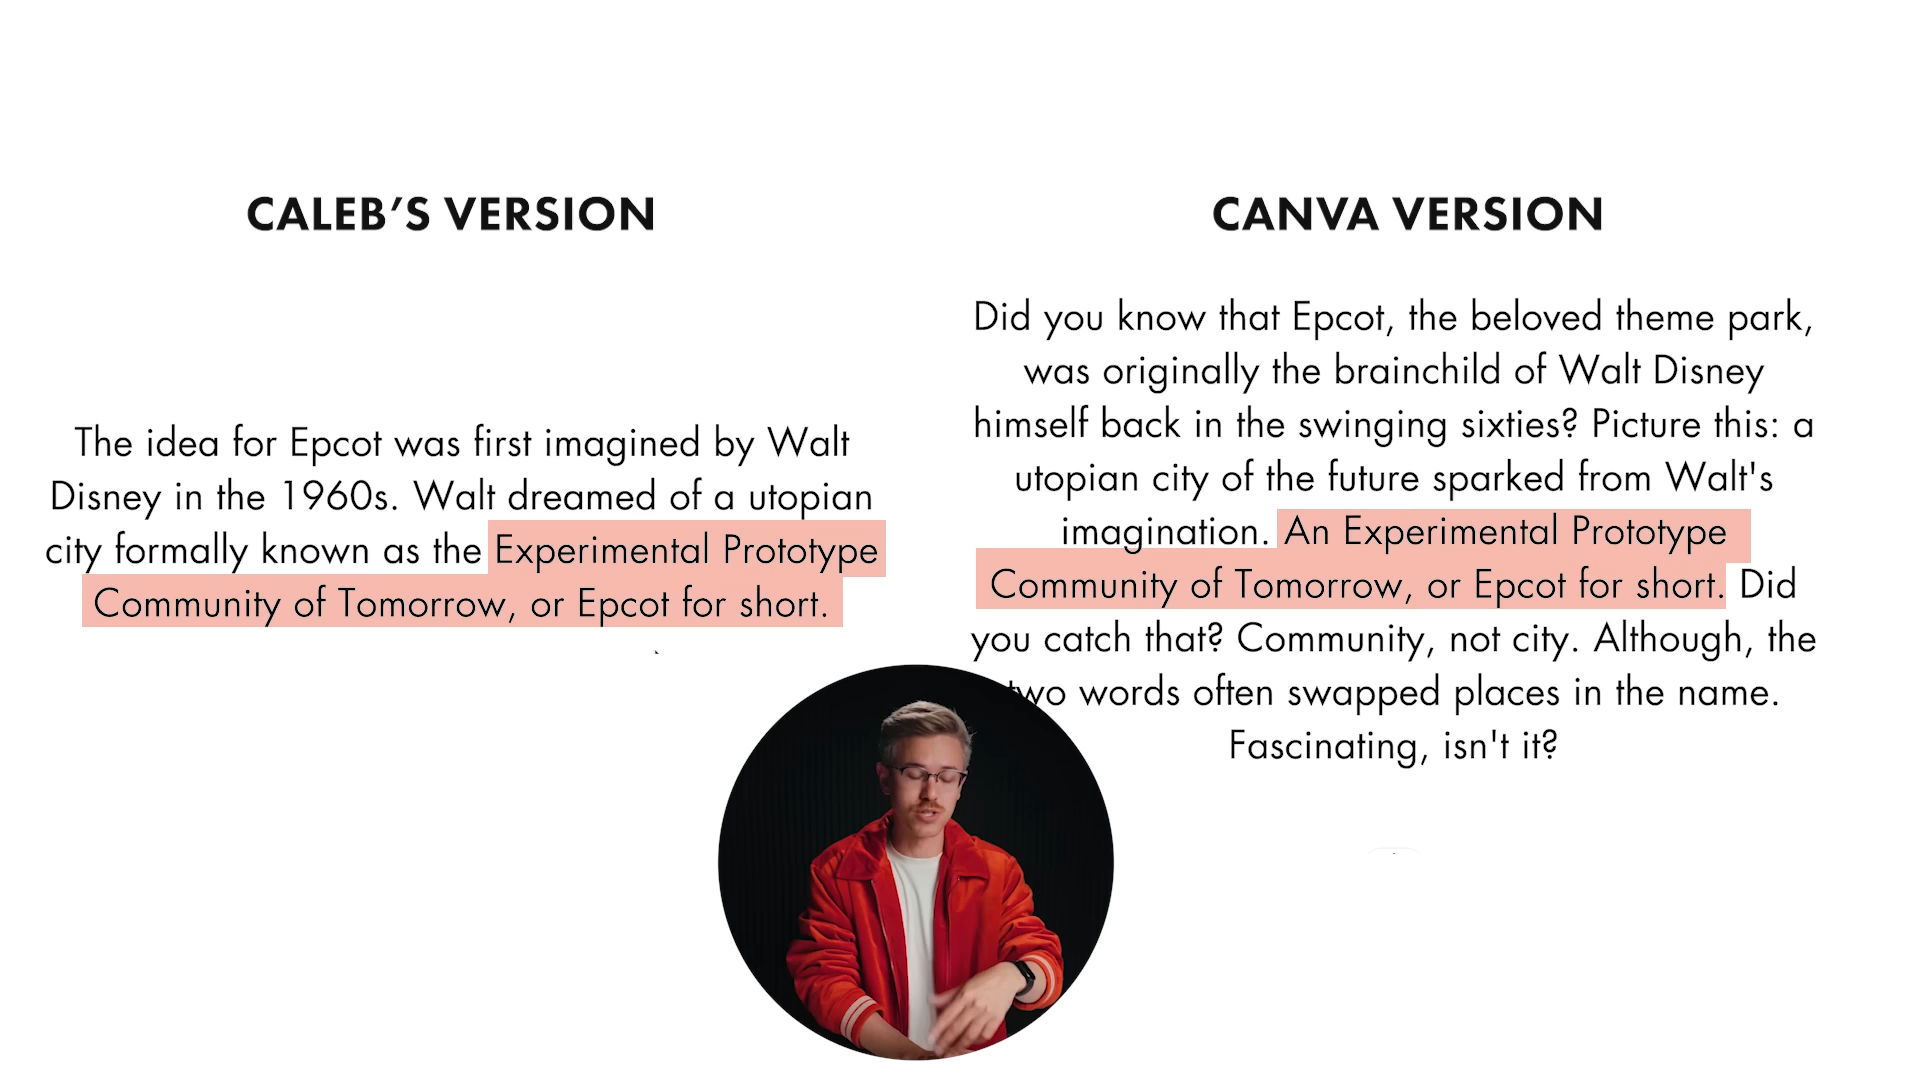 CALEB’S VERSION
The idea for Epcot was first imagined by Walt
Disney in the 1960s. Walt dreamed of a utopian
city formally known as the Experimental Prototype
Community of Tomorrow, or Epcot for short.
CANVA VERSION
Did you know that Epcot, the beloved theme park,
was originally the brainchild of Walt Disney
himself back in the swinging sixties? Picture this: a
utopian city of the future sparked from Walt's
imagination. An Experimental Prototype
Community of Tomorrow, or Epcot for short. Did
you catch that? Community, not city. Although, the
two words often swapped places in the name.
Fascinating, isn't it?